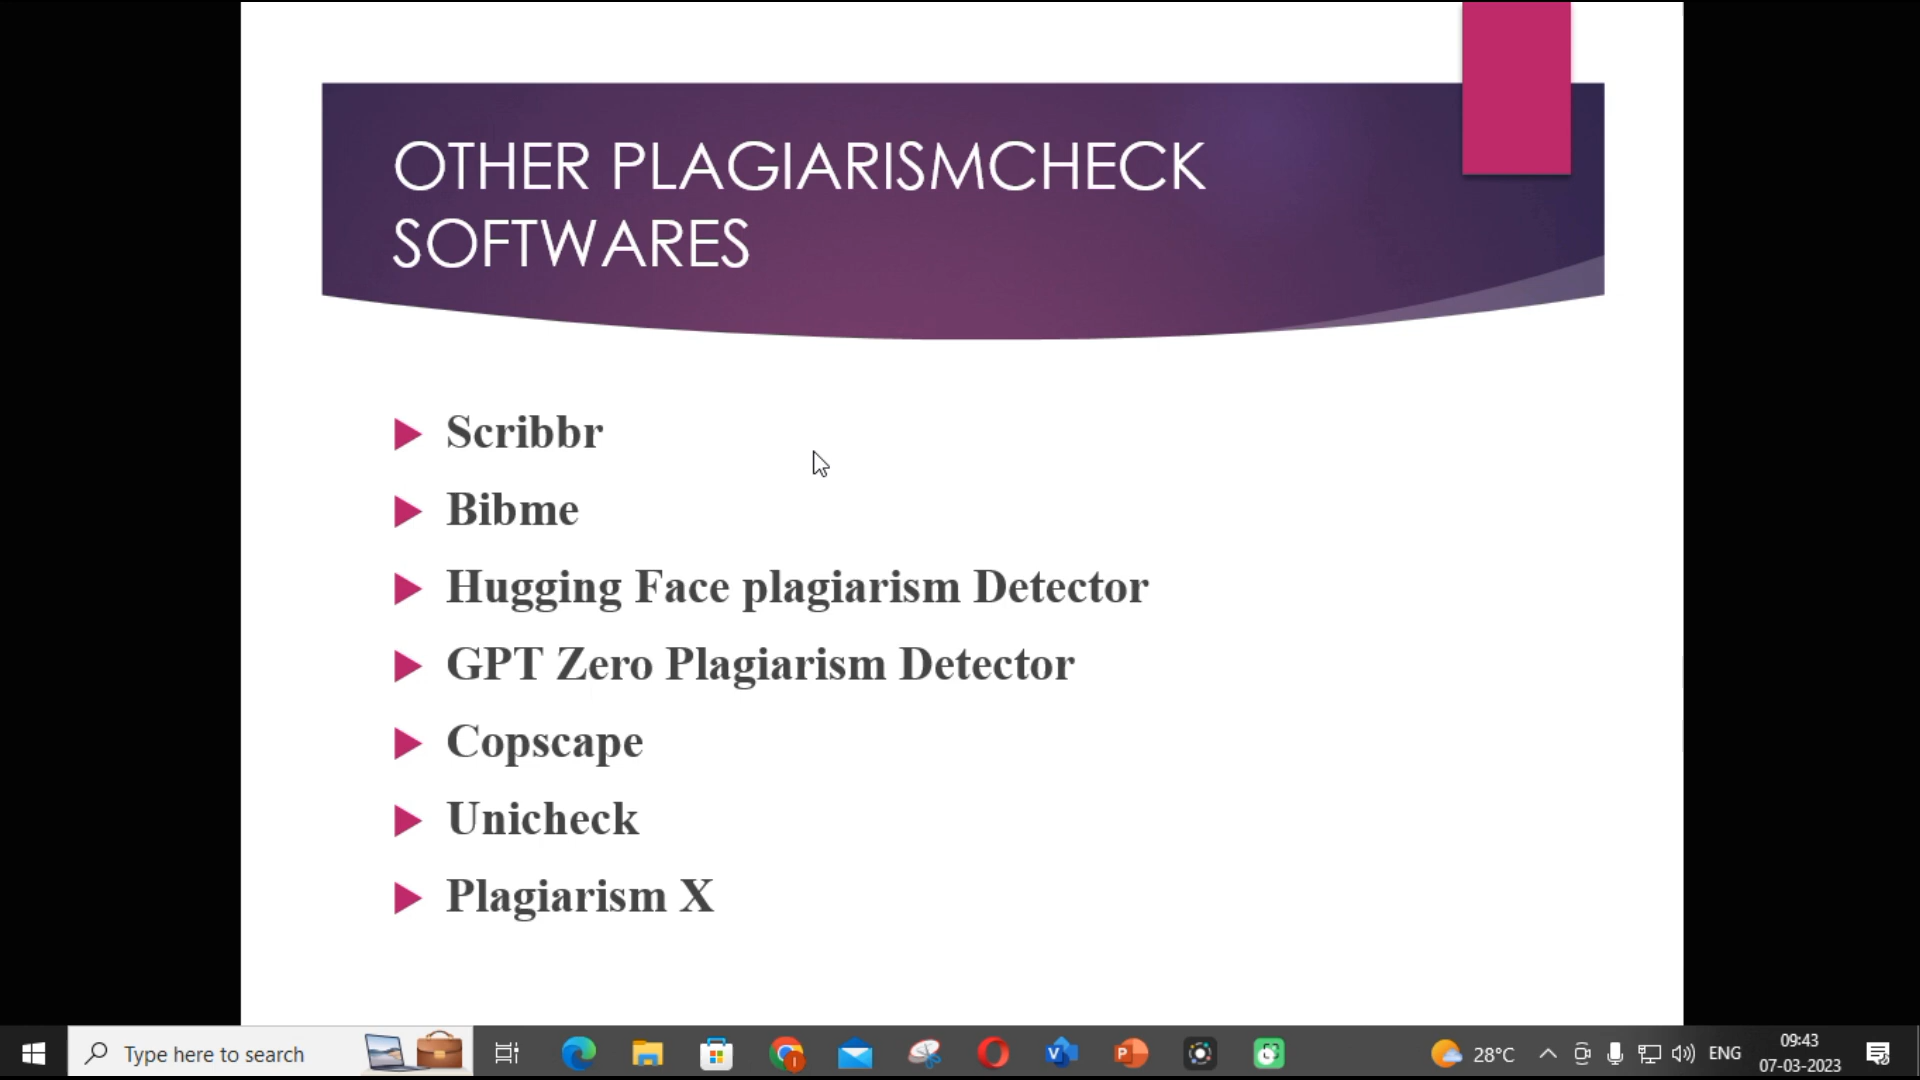 OTHER PLAGIARISMCHECK
SOFTWARES
Scribbr
Bibme
Hugging Face plagiarism Detector
GPT Zero Plagiarism Detector
Copscape
Unicheck
Plagiarism X
Type here to search
28°C
ENG
09:43
07-03-2023